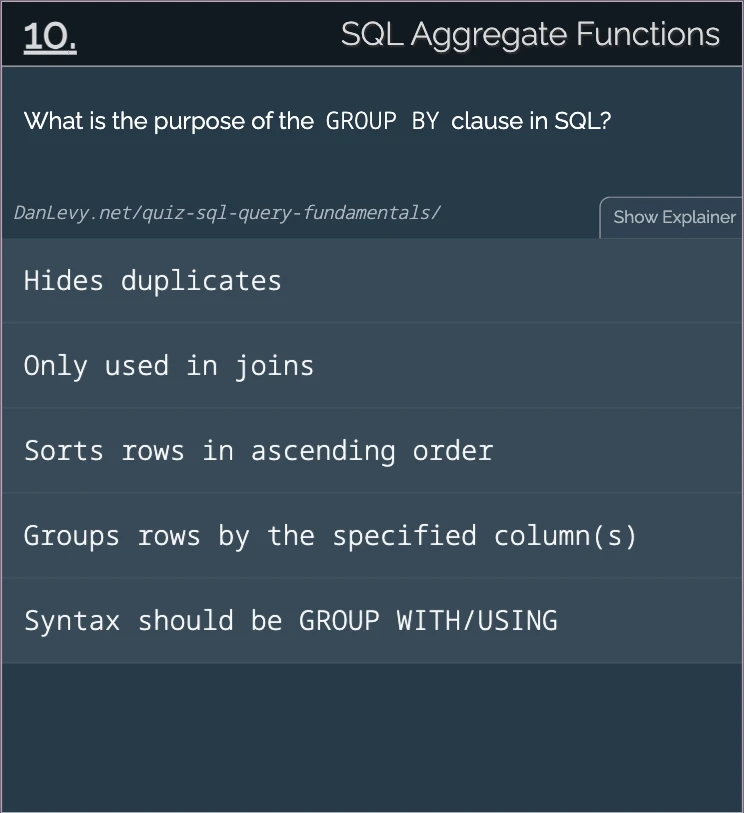 10.
SQL Aggregate Functions
What is the purpose of the GROUP BY clause in SQL?
DanLevy.net/quiz-sql-query-fundamentals/
Show Explainer
Hides duplicates
Only used in joins
Sorts rows in ascending order
Groups rows by the specified column(s)
Syntax should be GROUP WITH/USING